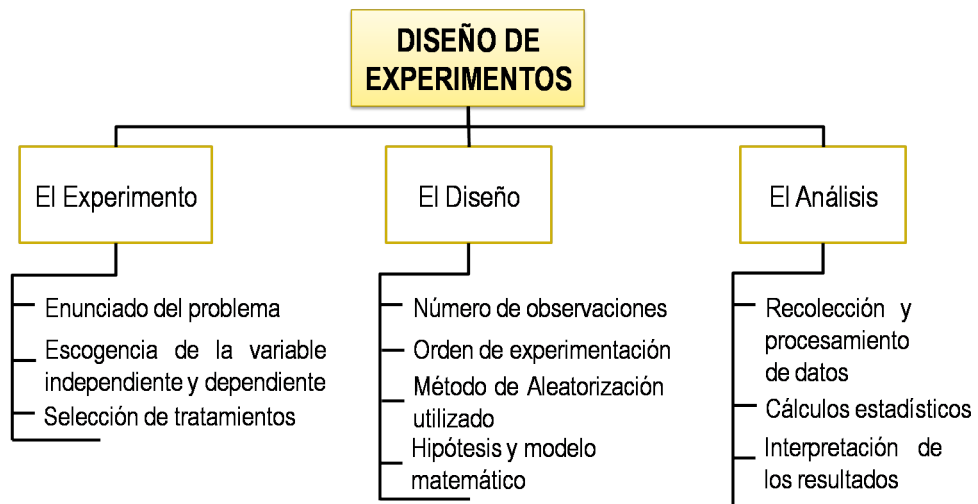 DISEÑO DE
EXPERIMENTOS
El Experimento
Enunciado del problema
Escogencia de la variable
independiente y dependiente
Selección de tratamientos
El Diseño
Número de observaciones
Orden de experimentación
Método de Aleatorización
utilizado
Hipótesis y modelo
matemático
El Análisis
Recolección y
procesamiento
de datos
Cálculos estadísticos
Interpretación de
los resultados